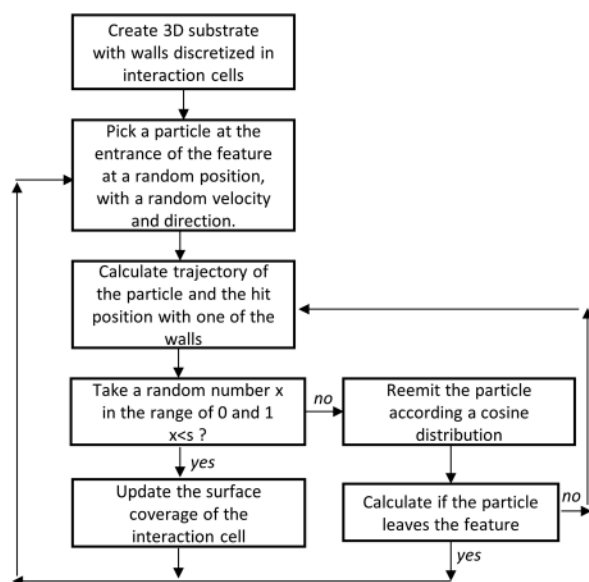 Create 3D substrate
with walls discretized in
interaction cells
Pick a particle at the
entrance of the feature
at a random position,
with a random velocity
and direction.
Calculate trajectory of
the particle and the hit
position with one of the
walls
Take a random number x
in the range of 0 and 1
x<s ?
no
Reemit the particle
according a cosine
distribution
yes
Update the surface
coverage of the
interaction cell
Calculate if the particle
leaves the feature
no
yes